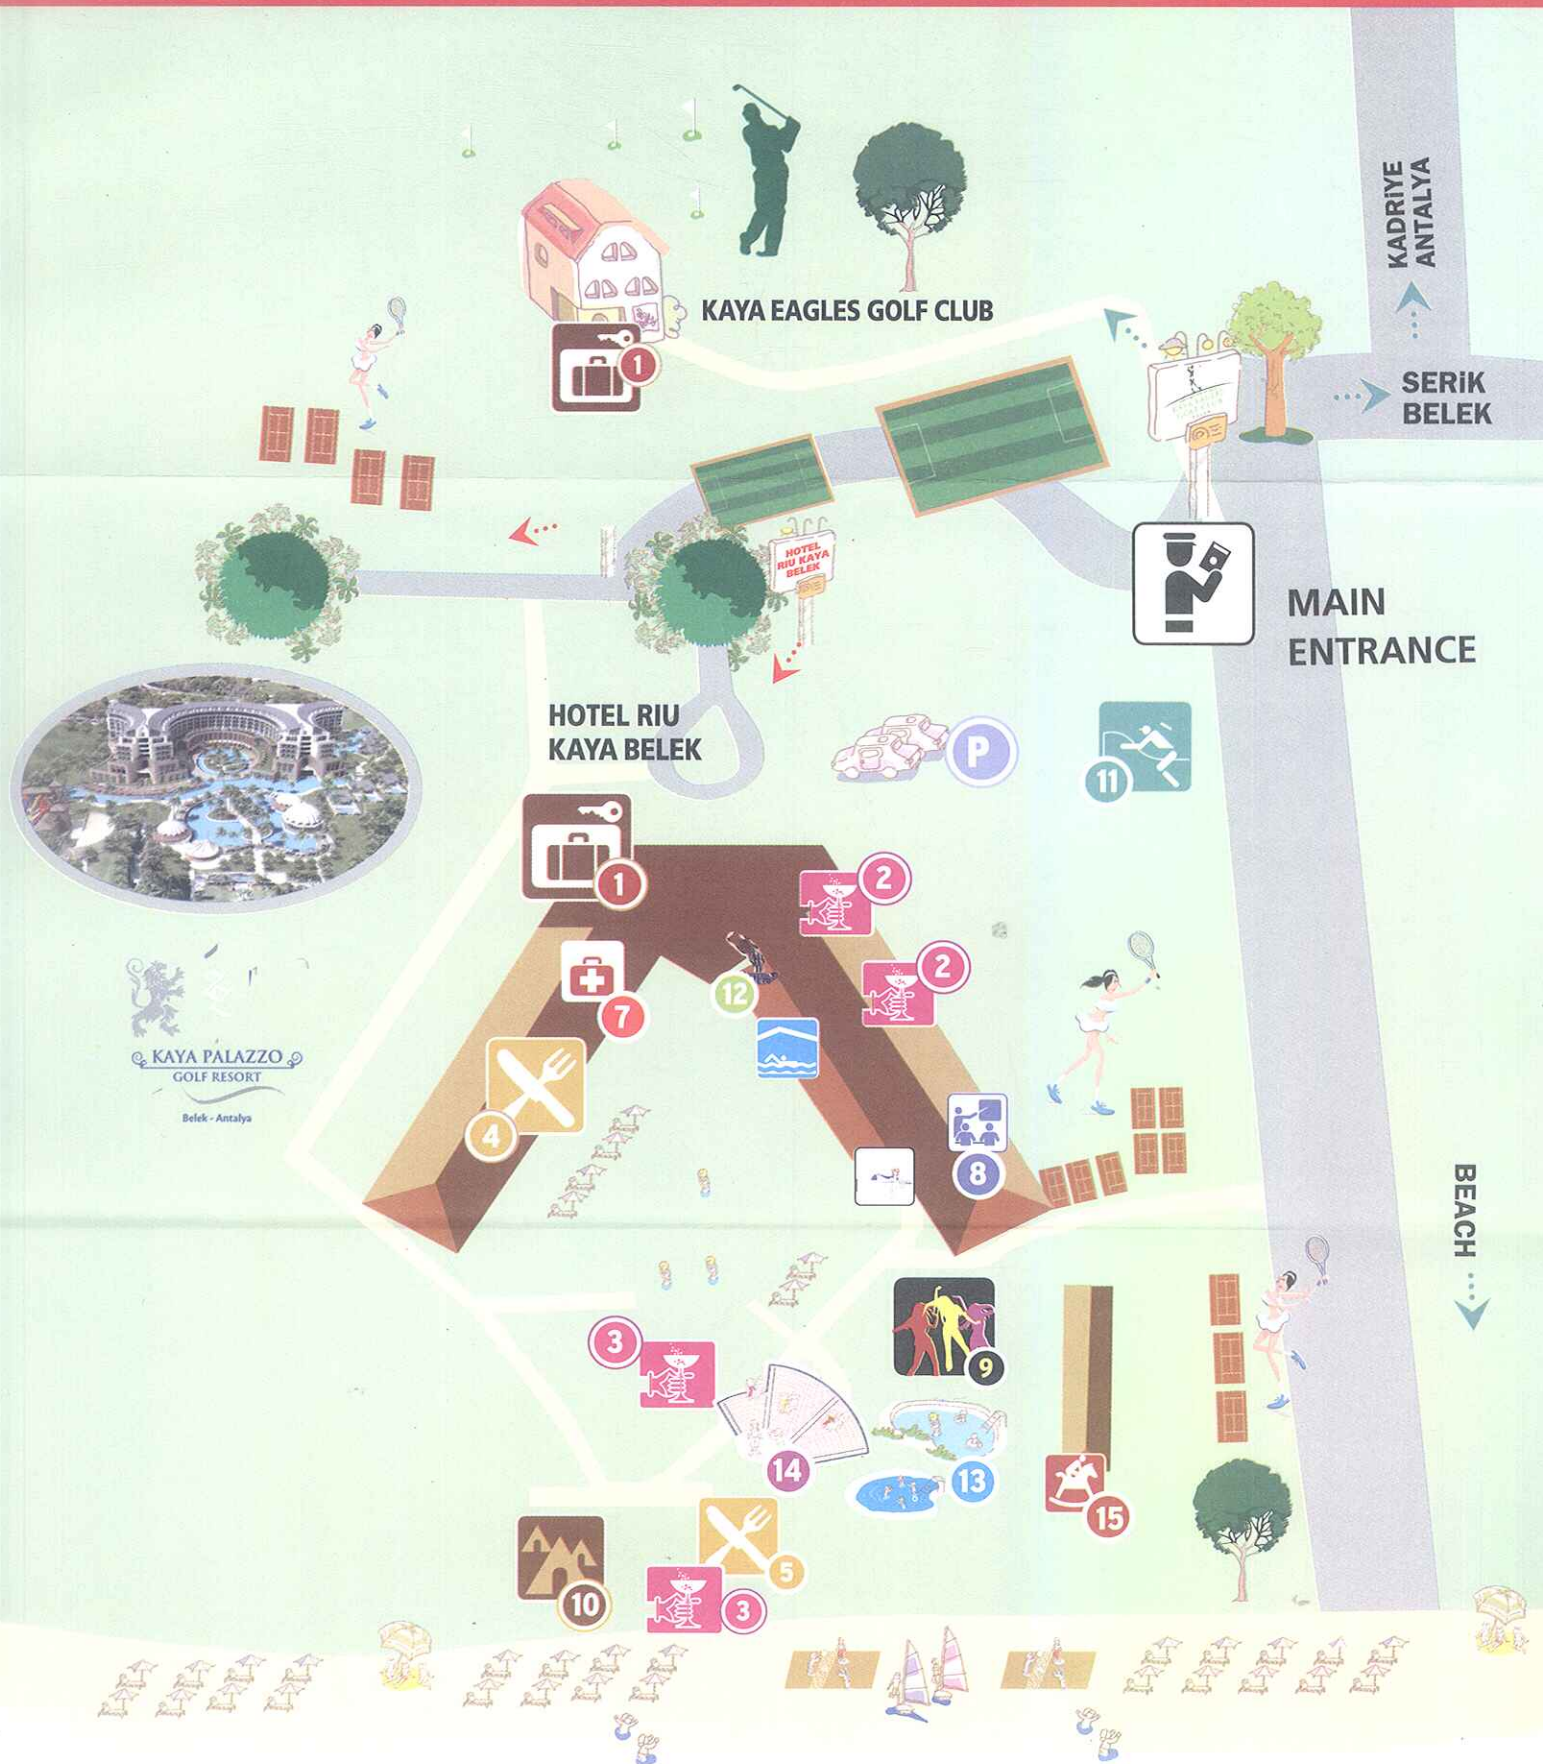 KADRİYE
ANTALYA
KAYA EAGLES GOLF CLUB
1
SERİK
BELEK
HOTEL
RIU KAYA
BELEK
MAIN
ENTRANCE
HOTEL RIU
KAYA BELEK
P
11
1
2
2
12
7
KAYA PALAZZO
GOLF RESORT
Belek - Antalya
4
8
BEACH
3
9
14
13
15
5
10
3